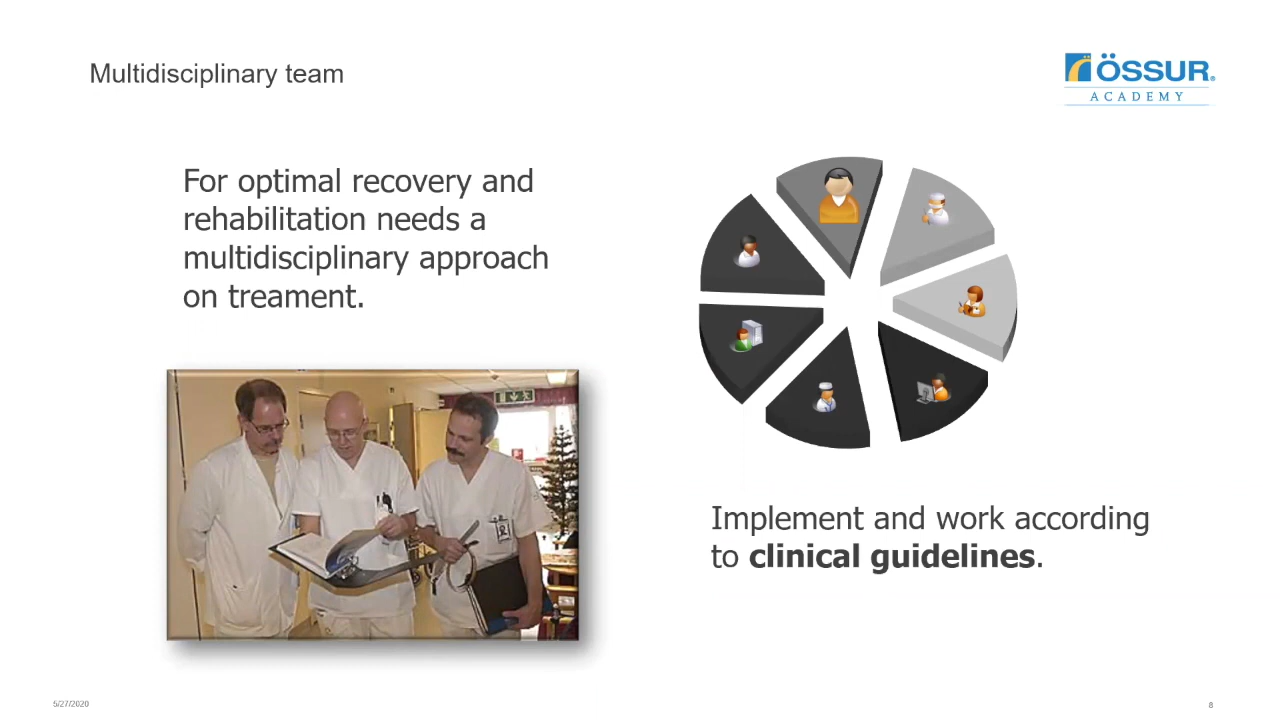 Multidisciplinary team
ÖSSUR®
ACADEMY
For optimal recovery and
rehabilitation needs a
multidisciplinary approach
on treament.
Implement and work according
to clinical guidelines.
5/27/2020
8